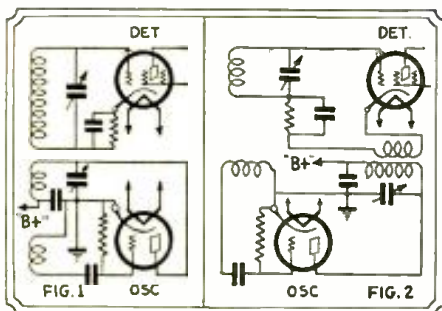 DET
DET.
"B+"
"B+"
FIG. 1
OSC
OSC
FIG. 2